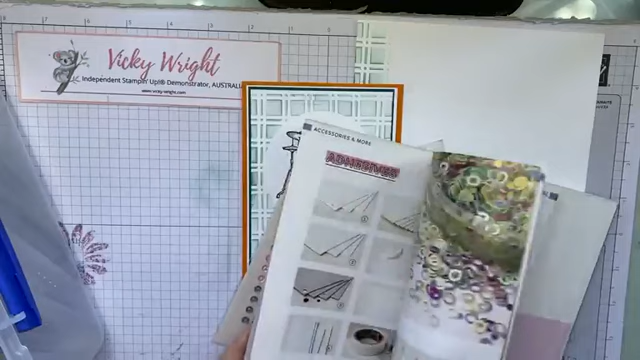 Vicky Wright
Independent Stampin' Up!® Demonstrator, AUSTRALIA
www.vicky-wright.com
ACCESSORIES & MORE
ADHESIVES